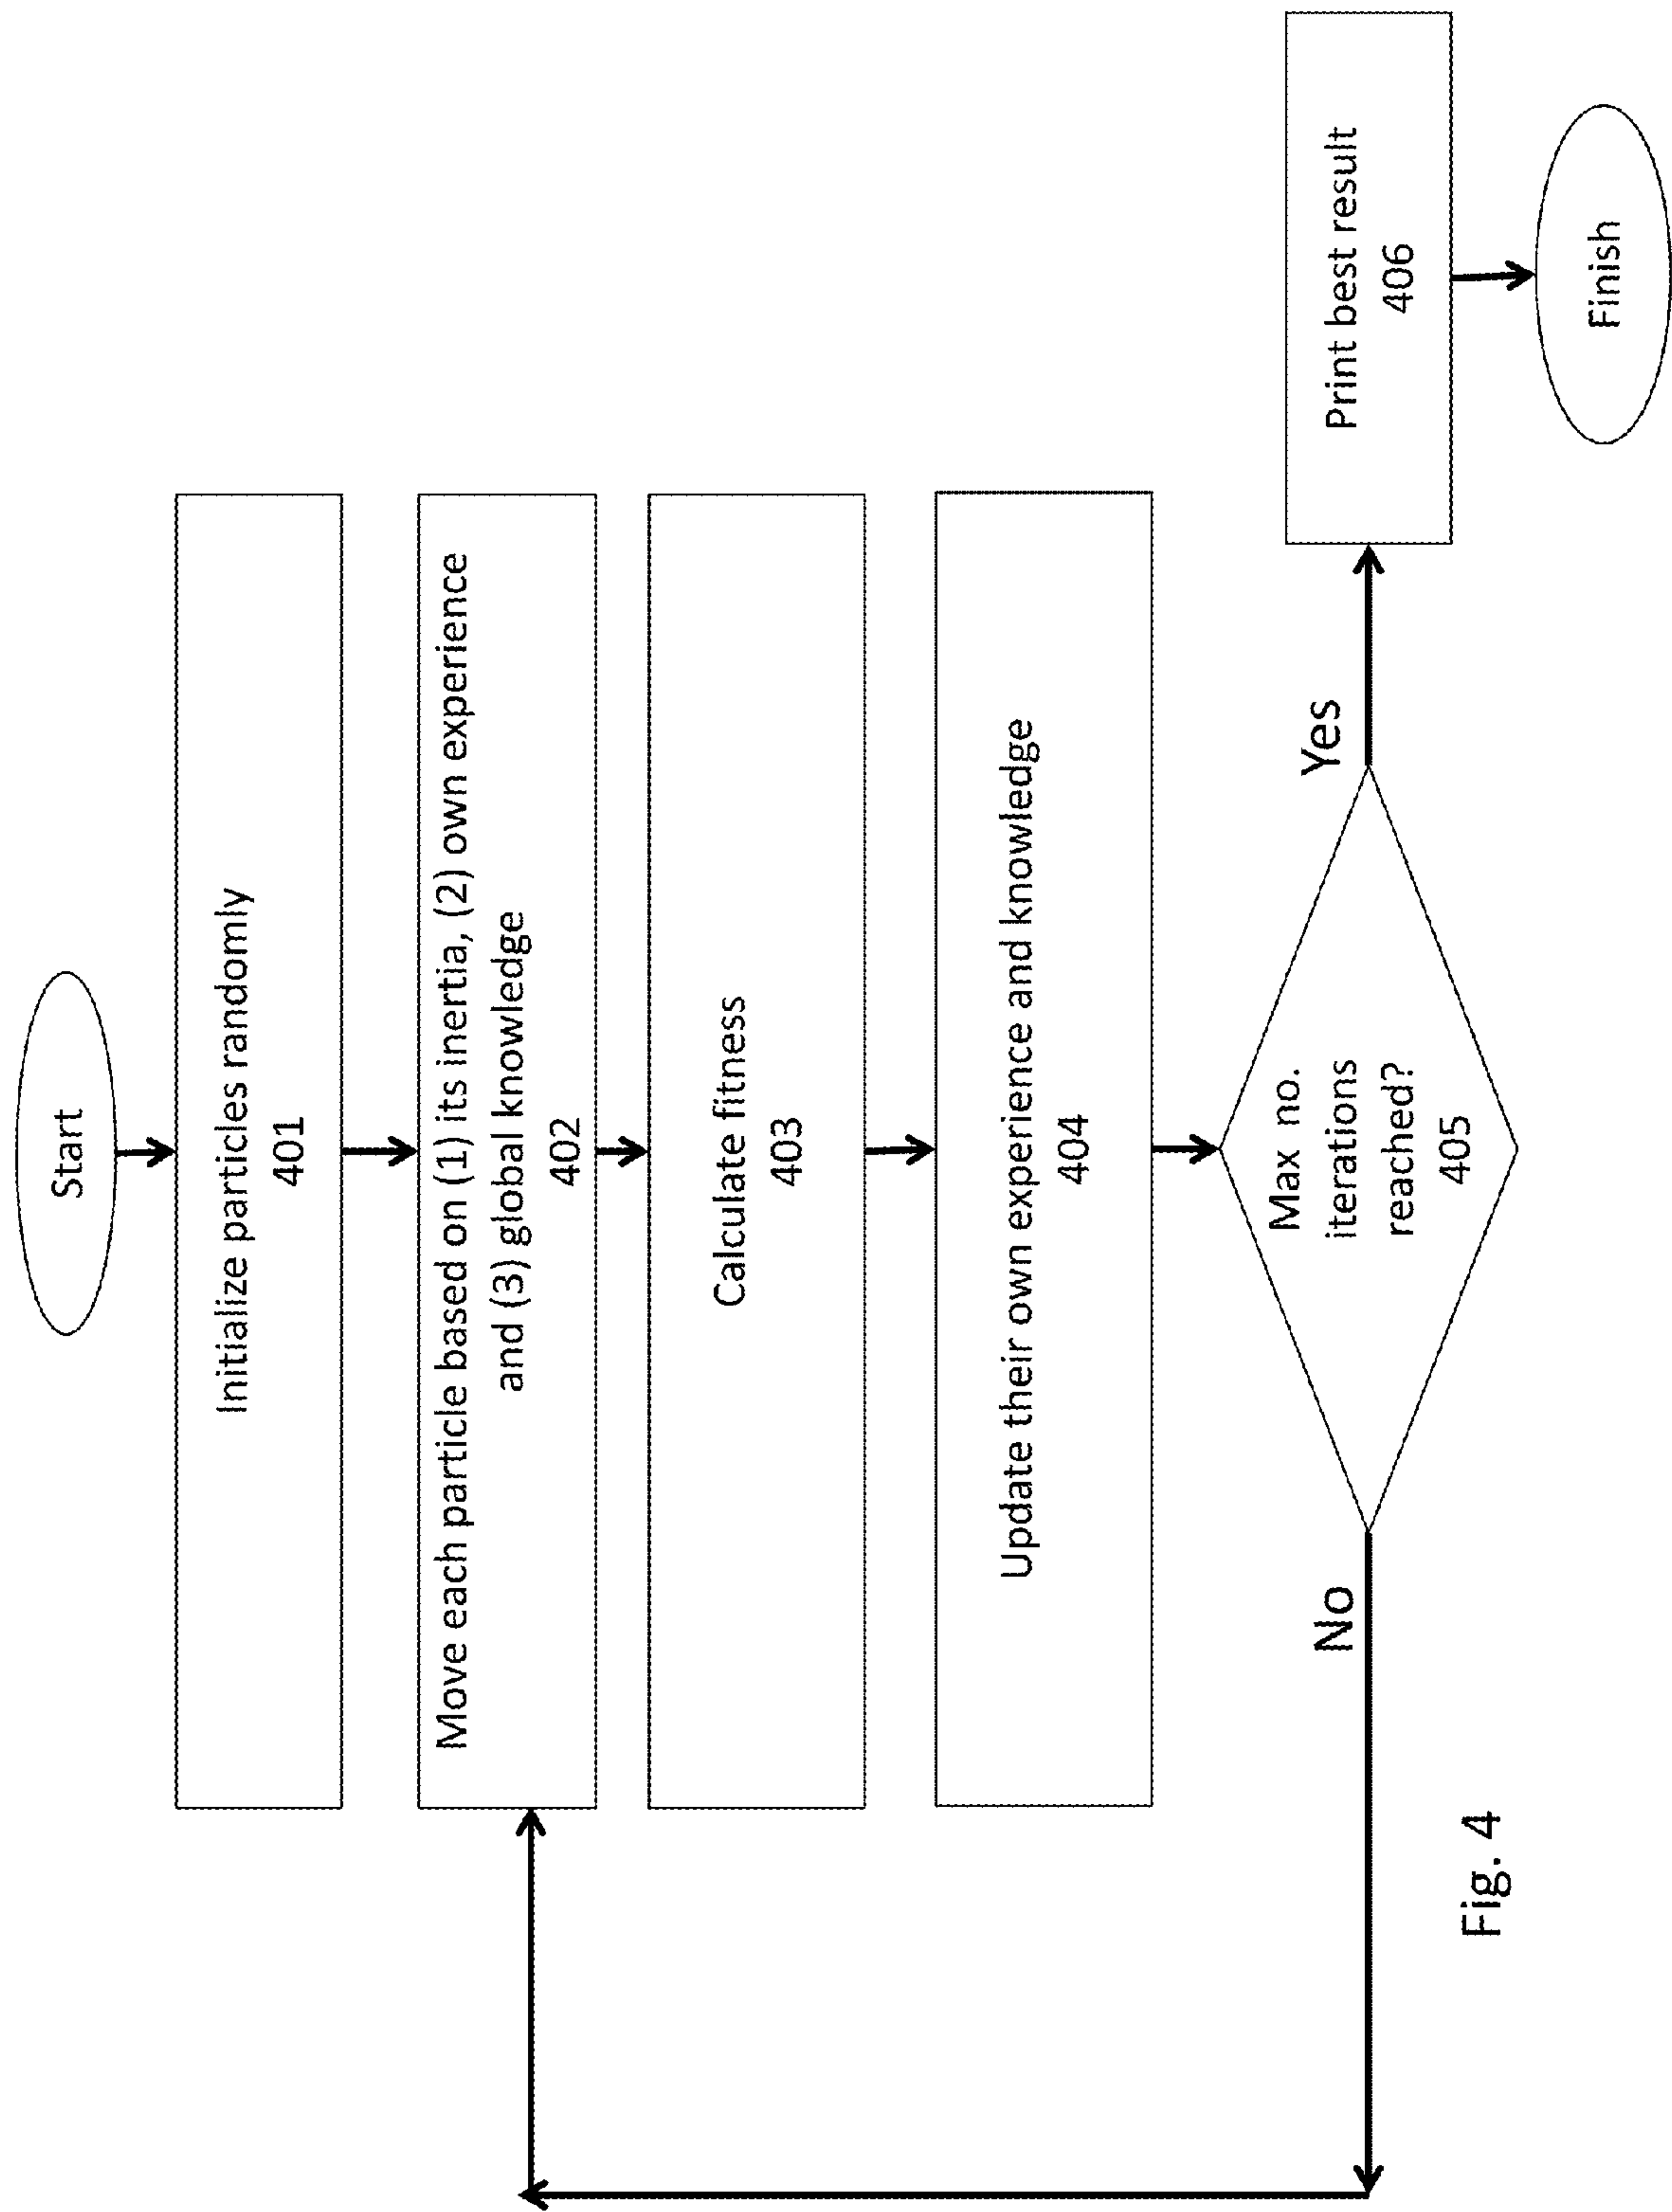 Start
Initialize particles randomly
401
Move each particle based on (1) its inertia, (2) own experience
and (3) global knowledge
402
Calculate fitness
403
Update their own experience and knowledge
404
Max no.
iterations
reached?
405
No
Yes
Print best result
406
Finish
Fig. 4